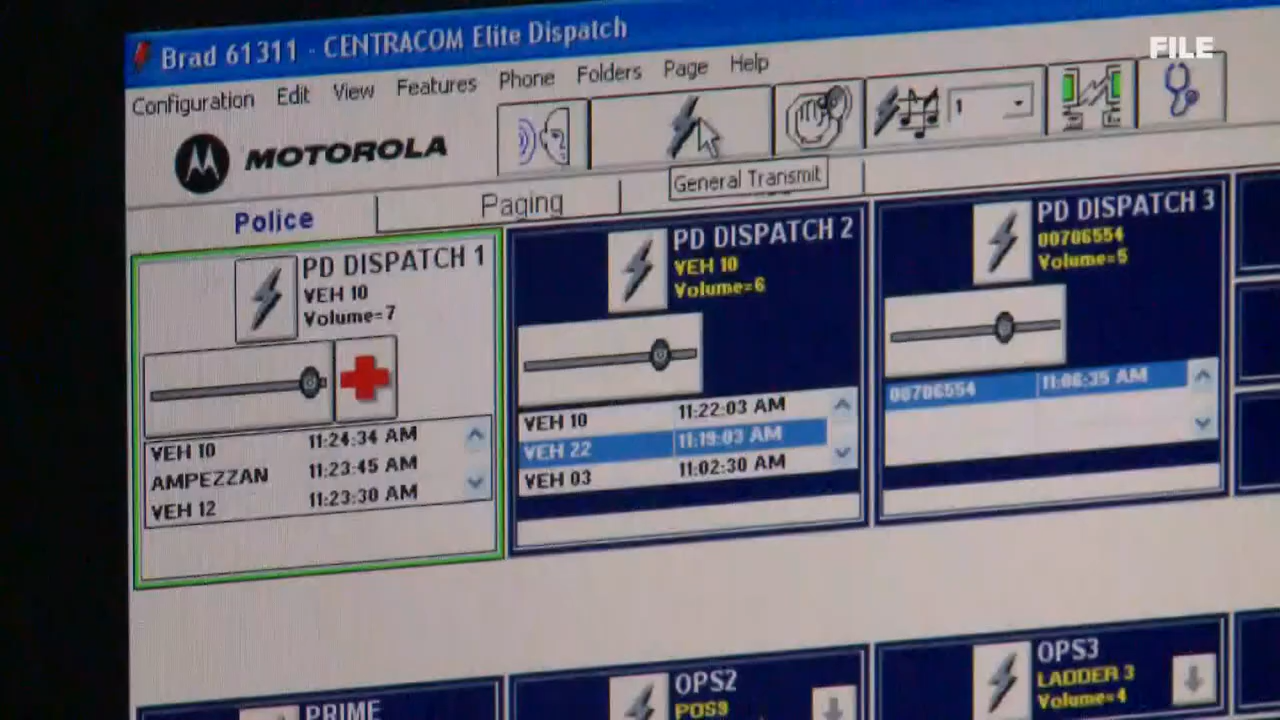 FILE
Brad 61311 - CENTRACOM Elite Dispatch
Configuration Edit View Features Phone Folders Page Help
MOTOROLA
1
General Transmit
Police
Paging
PD DISPATCH 1
VEH 10
Volume=7
VEH 10 11:24:34 AM
AMPEZZAN 11:23:45 AM
VEH 12 11:23:30 AM
PD DISPATCH 2
VEH 10
Volume=6
VEH 10 11:22:03 AM
VEH 22 11:19:03 AM
VEH 03 11:02:30 AM
PD DISPATCH 3
00706554
Volume=5
00706554 11:06:35 AM
PRIME
OPS2
POS9
OPS3
LADDER 3
Volume=4